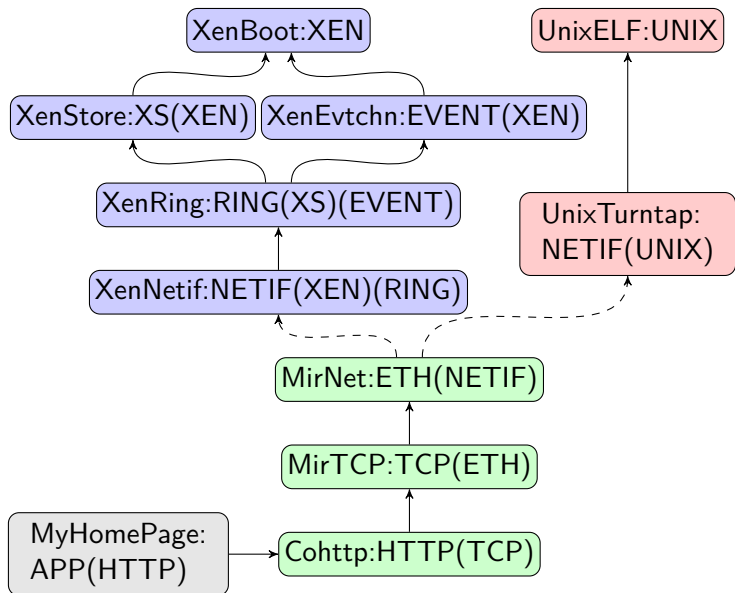 XenBoot:XEN
UnixELF:UNIX
XenStore:XS(XEN)
XenEvtchn:EVENT(XEN)
XenRing:RING(XS)(EVENT)
UnixTurntap:
NETIF(UNIX)
XenNetif:NETIF(XEN)(RING)
MirNet:ETH(NETIF)
MirTCP:TCP(ETH)
MyHomePage:
APP(HTTP)
Cohttp:HTTP(TCP)